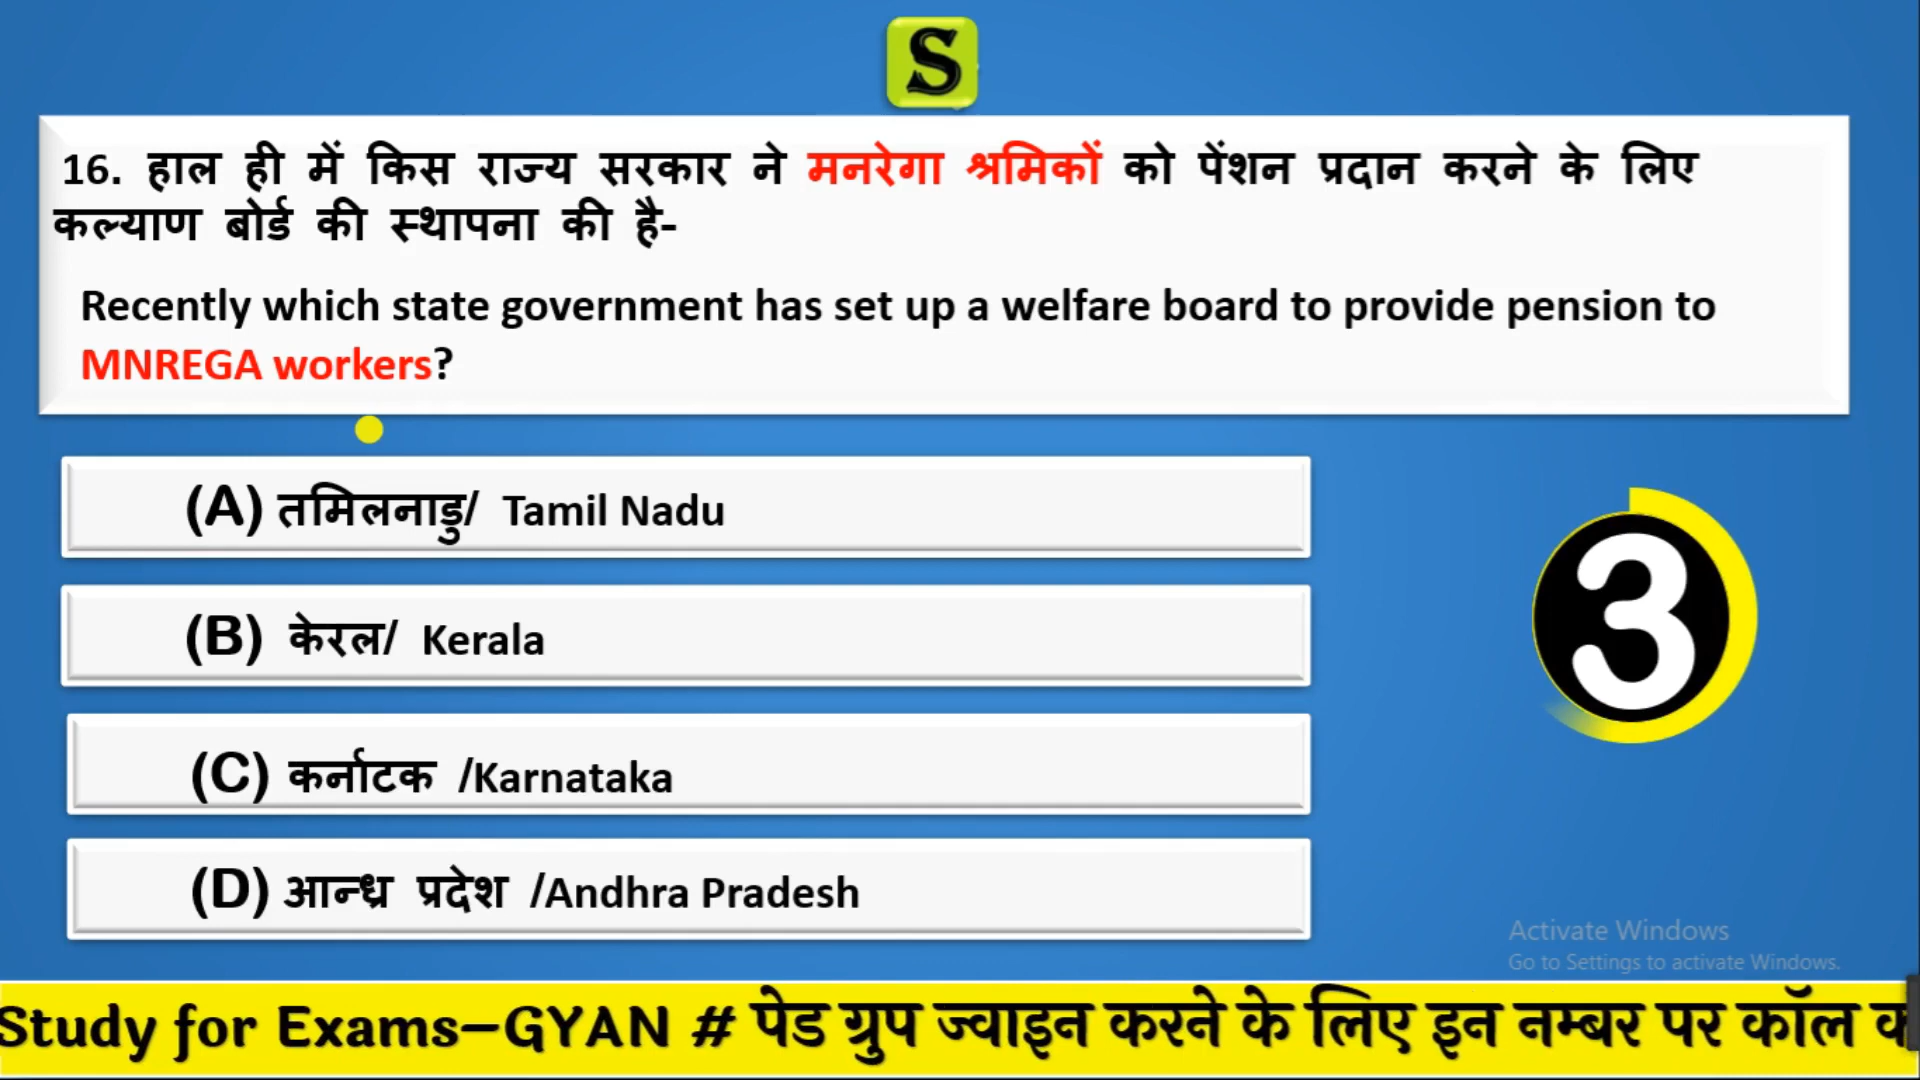 S
16. हाल ही में किस राज्य सरकार ने मनरेगा श्रमिकों को पेंशन प्रदान करने के लिए
कल्याण बोर्ड की स्थापना की है-
Recently which state government has set up a welfare board to provide pension to
MNREGA workers?
(A) तमिलनाडु/ Tamil Nadu
(B) केरल/ Kerala
3
(C) कर्नाटक /Karnataka
(D) आन्ध्र प्रदेश /Andhra Pradesh
Activate Windows
Go to Settings to activate Windows.
Study for Exams–GYAN # पेड ग्रुप ज्वाइन करने के लिए इन नम्बर पर कॉल